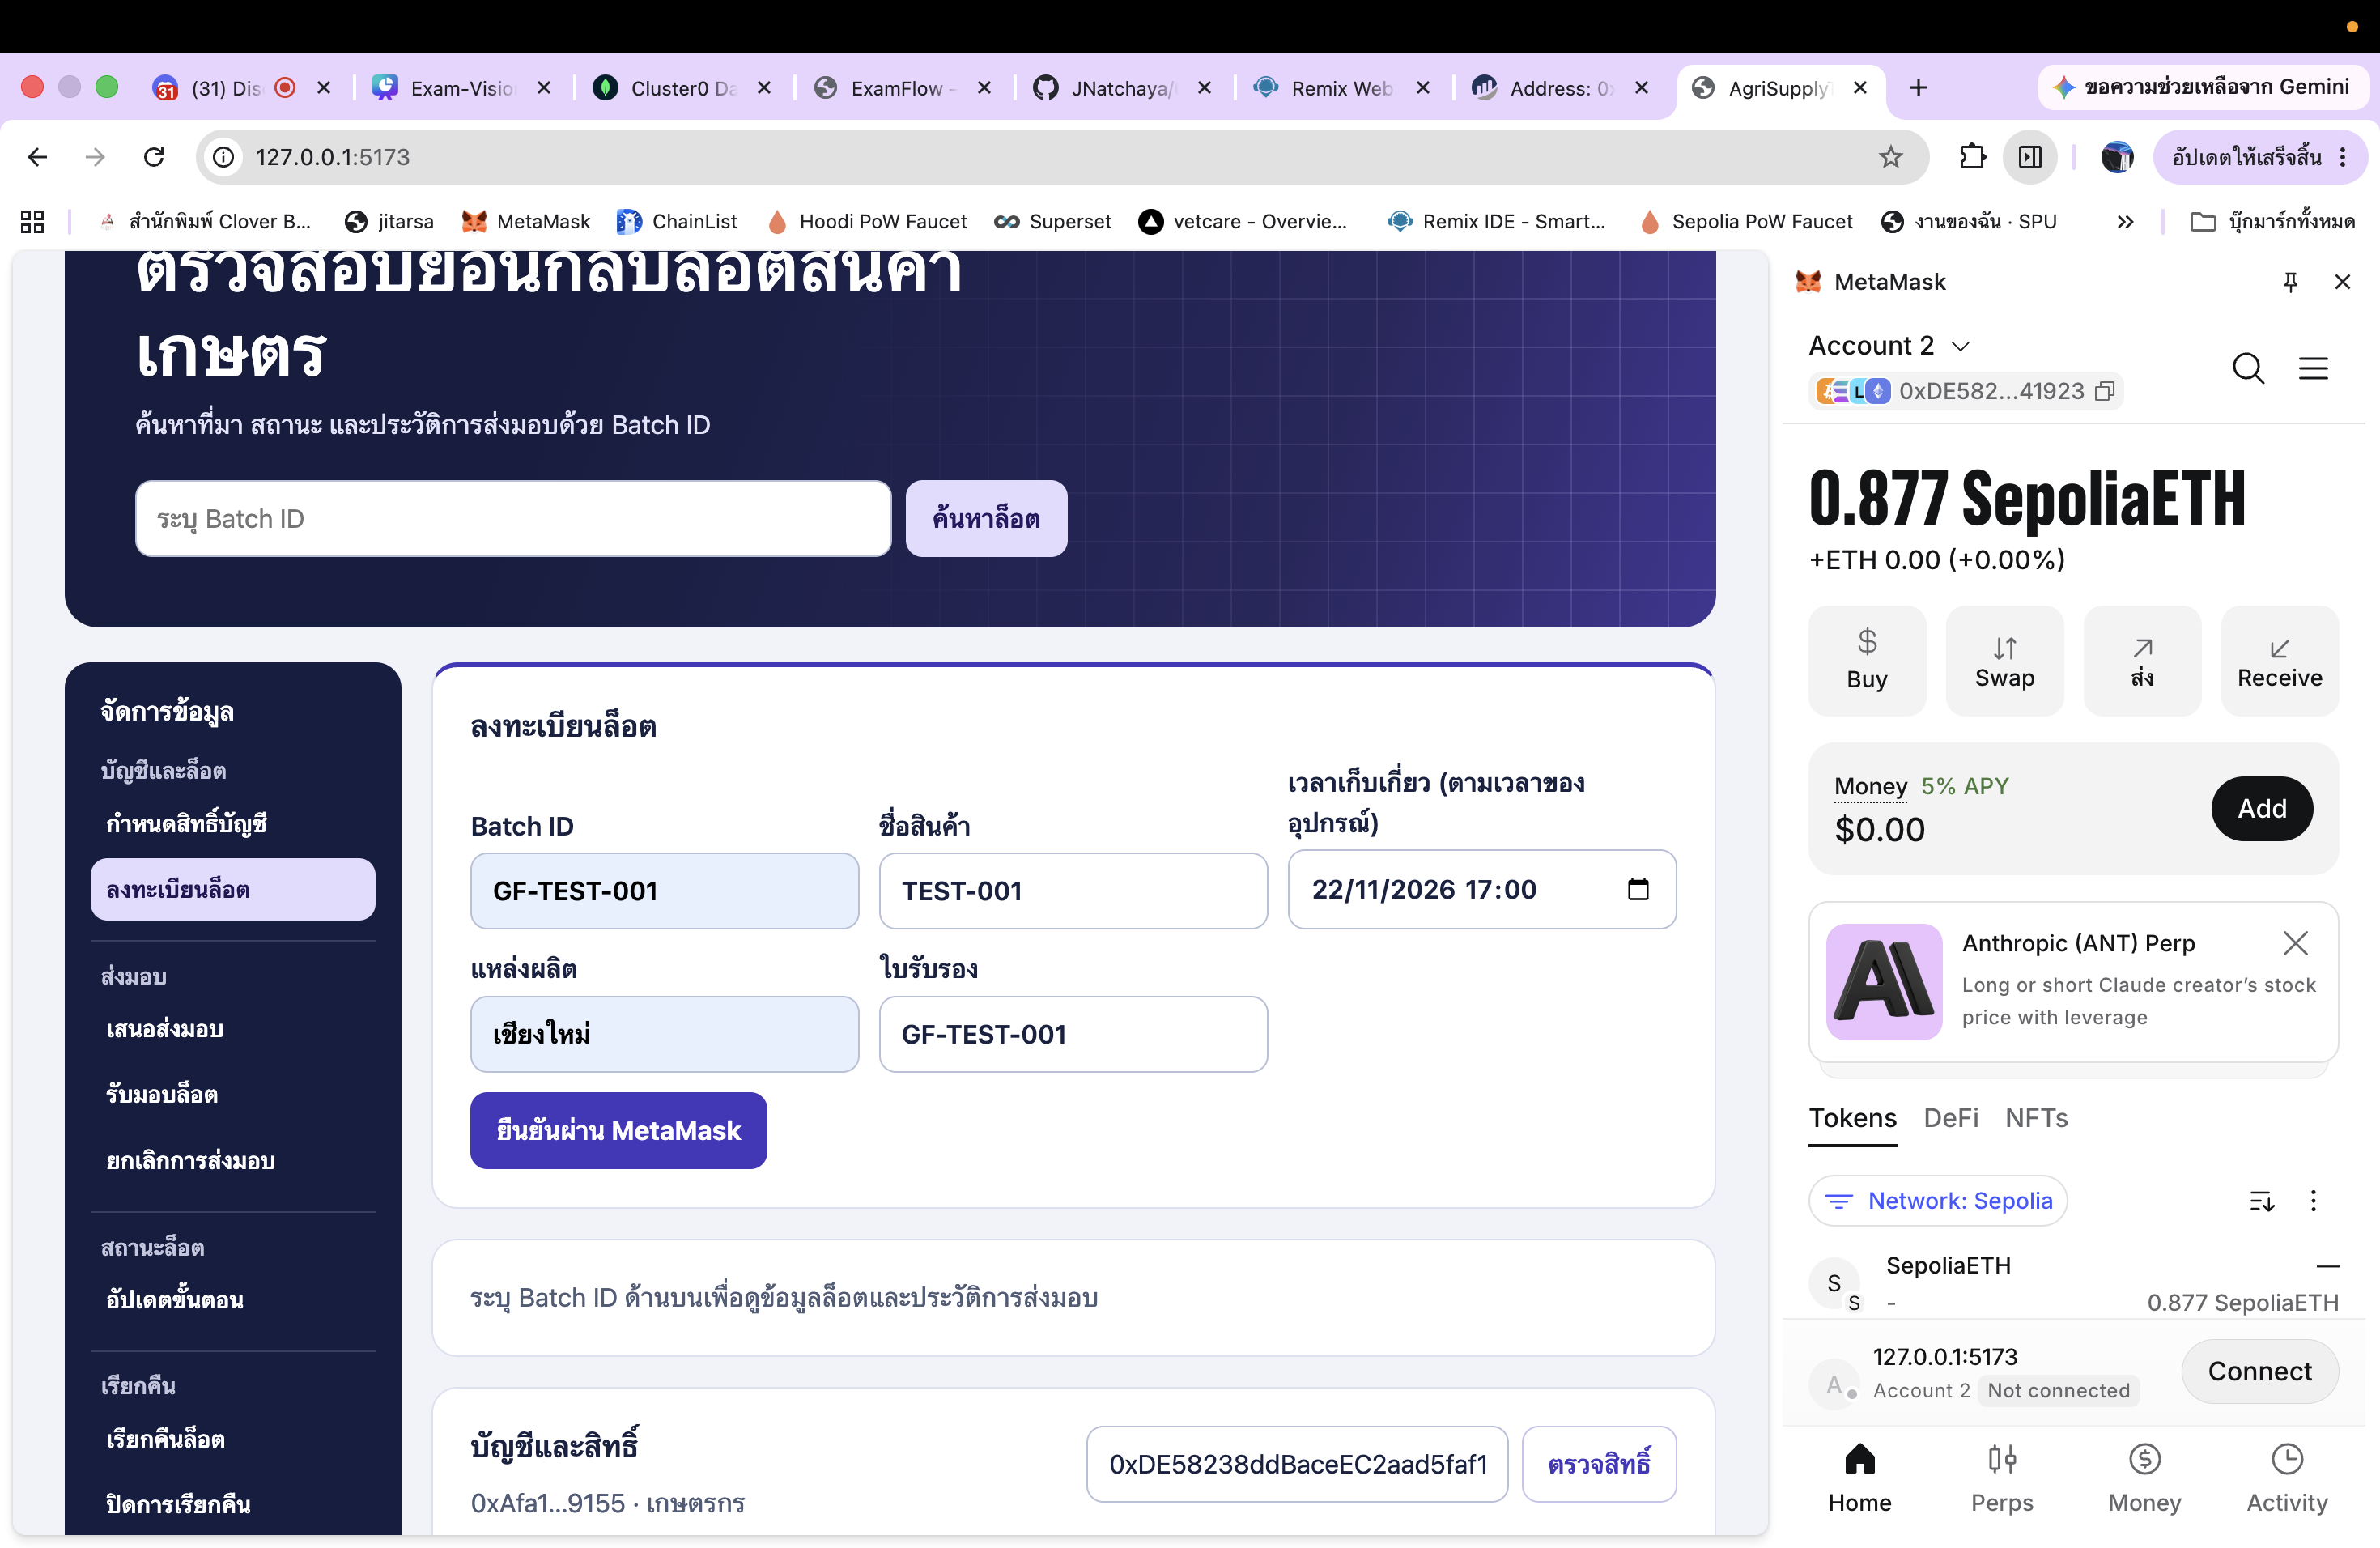 (31) Dis
Exam-Visio
Cluster0 Da
ExamFlow -
JNatchaya/
Remix Web
Address: 0x
AgriSupply
ขอความช่วยเหลือจาก Gemini
127.0.0.1:5173
อัปเดตให้เสร็จสิ้น
สำนักพิมพ์ Clover B...
jitarsa
MetaMask
ChainList
Hoodi PoW Faucet
Superset
vetcare - Overvie...
Remix IDE - Smart...
Sepolia PoW Faucet
งานของฉัน · SPU
บุ๊กมาร์กทั้งหมด
ตรวจสอบย้อนกลับล็อตสินค้า
เกษตร
ค้นหาที่มา สถานะ และประวัติการส่งมอบด้วย Batch ID
ระบุ Batch ID
ค้นหาล็อต
จัดการข้อมูล
บัญชีและล็อต
กำหนดสิทธิ์บัญชี
ลงทะเบียนล็อต
ส่งมอบ
เสนอส่งมอบ
รับมอบล็อต
ยกเลิกการส่งมอบ
สถานะล็อต
อัปเดตขั้นตอน
เรียกคืน
เรียกคืนล็อต
ปิดการเรียกคืน
ลงทะเบียนล็อต
Batch ID
GF-TEST-001
ชื่อสินค้า
TEST-001
เวลาเก็บเกี่ยว (ตามเวลาของ
อุปกรณ์)
22/11/2026 17:00
แหล่งผลิต
เชียงใหม่
ใบรับรอง
GF-TEST-001
ยืนยันผ่าน MetaMask
ระบุ Batch ID ด้านบนเพื่อดูข้อมูลล็อตและประวัติการส่งมอบ
บัญชีและสิทธิ์
0xAfa1...9155 · เกษตรกร
0xDE58238ddBaceEC2aad5faf1
ตรวจสิทธิ์
MetaMask
Account 2
0xDE582...41923
0.877 SepoliaETH
+ETH 0.00 (+0.00%)
Buy
Swap
ส่ง
Receive
Money 5% APY
$0.00
Add
Anthropic (ANT) Perp
Long or short Claude creator's stock
price with leverage
Tokens
DeFi
NFTs
Network: Sepolia
S
S
SepoliaETH
—
-
0.877 SepoliaETH
A
127.0.0.1:5173
Account 2 Not connected
Connect
Home
Perps
Money
Activity